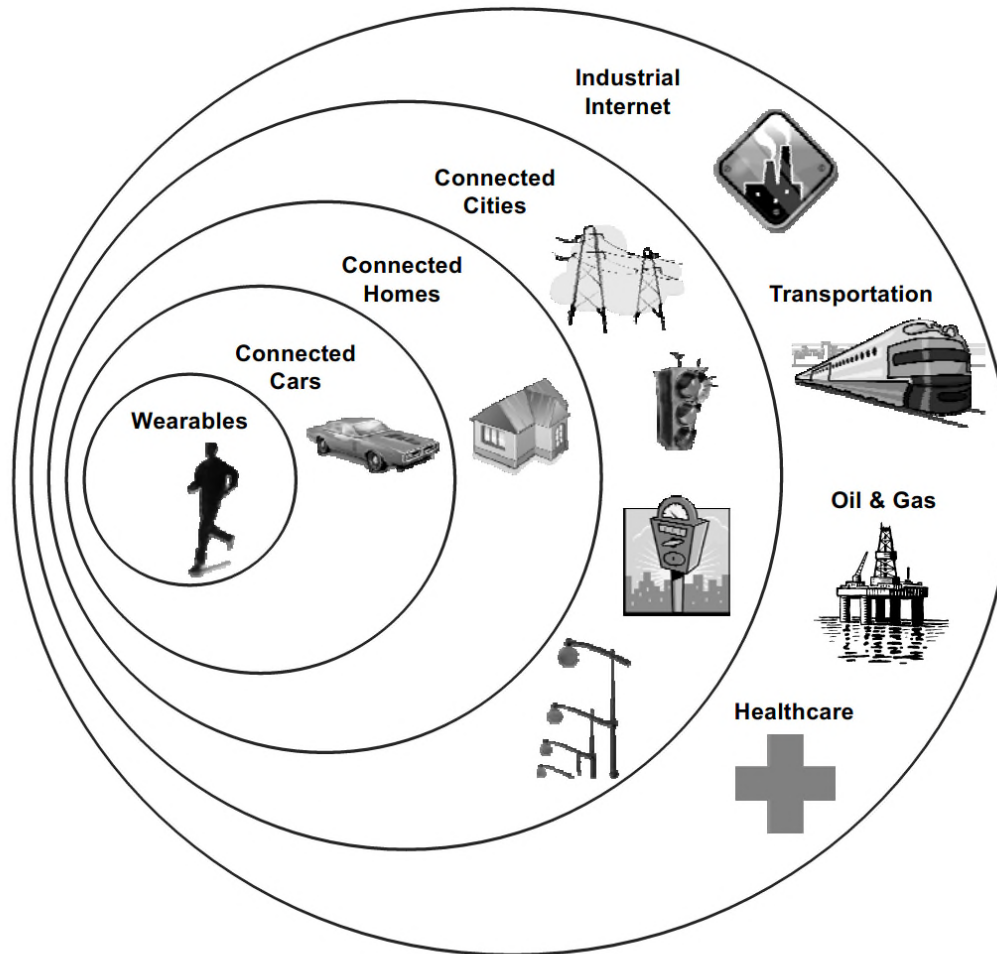 Industrial
Internet
Connected
Cities
Connected
Homes
Transportation
Connected
Cars
Wearables
Oil & Gas
Healthcare